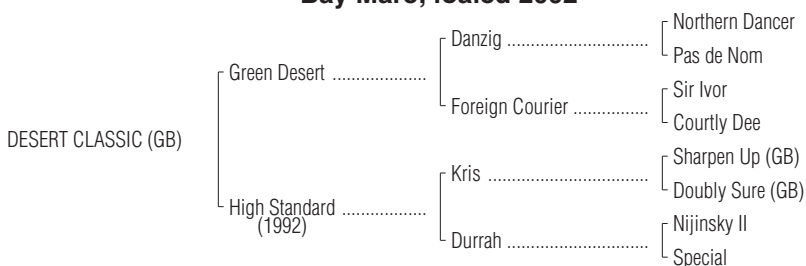 Bay Mare, foaled 2002
Northern Dancer
Danzig ..............................
Pas de Nom
Green Desert ....................
Sir Ivor
Foreign Courier ................
Courtly Dee
DESERT CLASSIC (GB)
Sharpen Up (GB)
Kris ..................................
Doubly Sure (GB)
High Standard ..................
(1992)
Nijinsky II
Durrah ..............................
Special